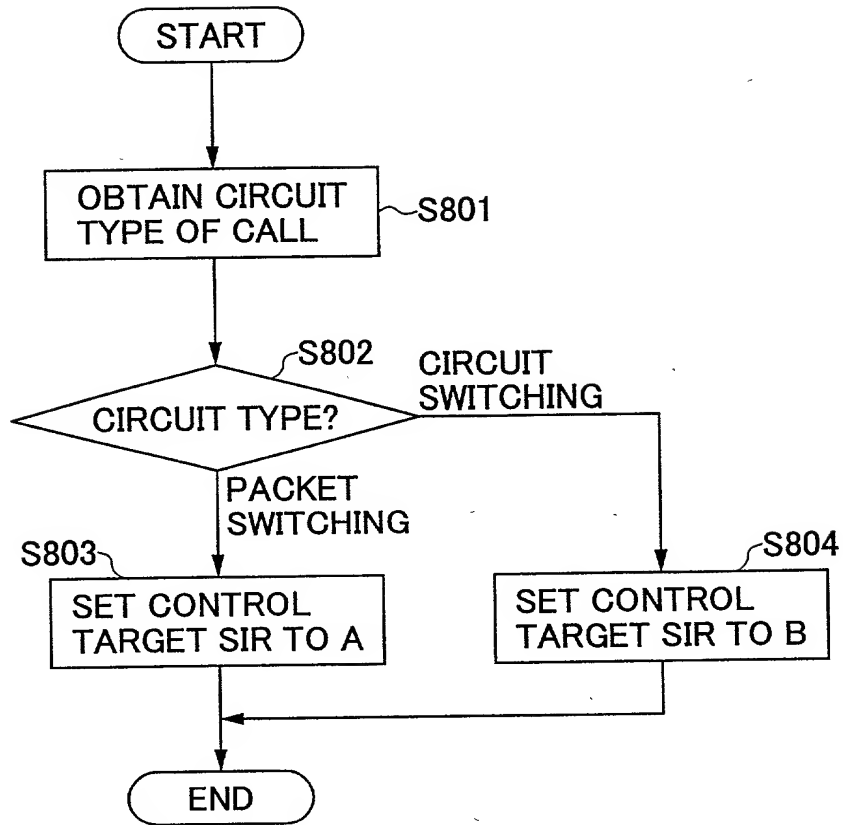 START
OBTAIN CIRCUIT
TYPE OF CALL
S801
S802
CIRCUIT TYPE?
CIRCUIT
SWITCHING
PACKET
SWITCHING
S803
SET CONTROL
TARGET SIR TO A
S804
SET CONTROL
TARGET SIR TO B
END